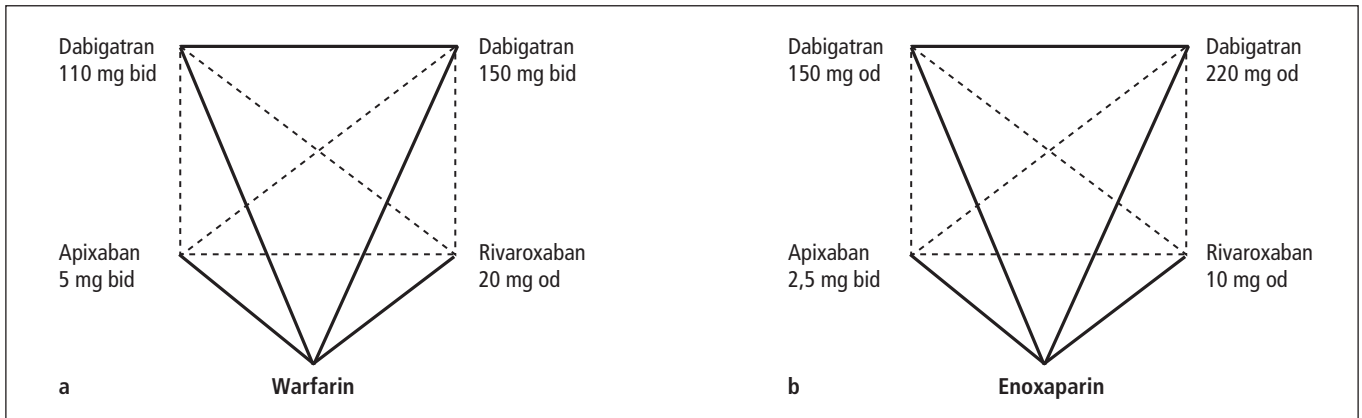 Dabigatran
110 mg bid
Dabigatran
150 mg bid
Apixaban
5 mg bid
Rivaroxaban
20 mg od
a
Warfarin
Dabigatran
150 mg od
Dabigatran
220 mg od
Apixaban
2,5 mg bid
Rivaroxaban
10 mg od
b
Enoxaparin